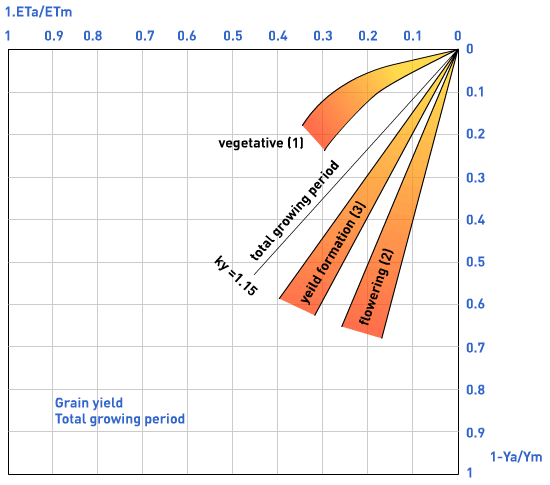 1.ETa/ETm
1 0.9 0.8 0.7 0.6 0.5 0.4 0.3 0.2 0.1 0
0
0.1
0.2
0.3
0.4
0.5
0.6
0.7
0.8
0.9
1
vegetative (1)
total growing period
ky =1.15
yeild formation (3)
flowering (2)
Grain yield
Total growing period
1-Ya/Ym